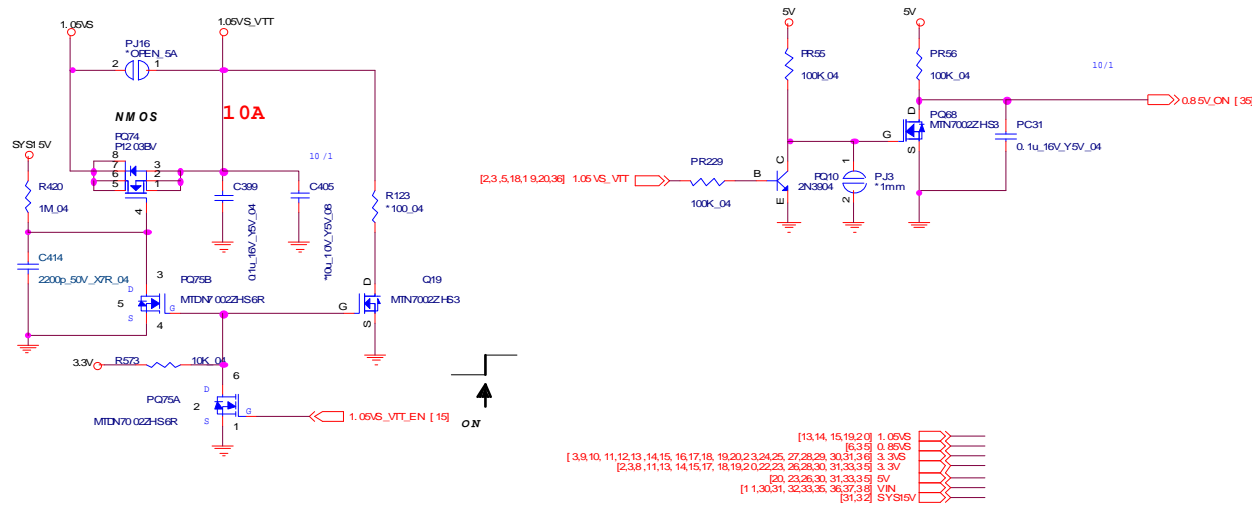 1.05VS
1.05VS_VTT
PJ16
*OPEN_5A
2 1
NMOS
10A
PQ74
P1203BV
SYS15V
8
7
6
5
3
2
1
4
10/1
R420
1M_04
C399
0.1u_16V_Y5V_04
C405
*10u_10V_Y5V_08
R123
*100_04
C414
2200p_50V_X7R_04
3
PQ75B
D
5
G
MTDN7002ZHS6R
S
4
D
Q19
G
MTN7002ZHS3
S
3.3V
R573
10K_04
6
PQ75A
D
2
G
MTDN7002ZHS6R
S
1
1.05VS_VTT_EN [15]
ON
5V
5V
PR55
100K_04
PR56
100K_04
10/1
0.85V_ON [35]
D
PQ68
G
MTN7002ZHS3
S
PC31
0.1u_16V_Y5V_04
[2,3,5,18,19,20,36] 1.05VS_VTT
PR229
100K_04
B
C
E
PQ10
2N3904
1
PJ3
*1mm
2
[13,14,15,19,20] 1.05VS
[6,35] 0.85VS
[3,9,10,11,12,13,14,15,16,17,18,19,20,23,24,25,27,28,29,30,31,36] 3.3VS
[2,3,8,11,13,14,15,17,18,19,20,22,23,26,28,30,31,33,35] 3.3V
[20,23,26,30,31,33,35] 5V
[11,30,31,32,33,35,36,37,38] VIN
[31,32] SYS15V